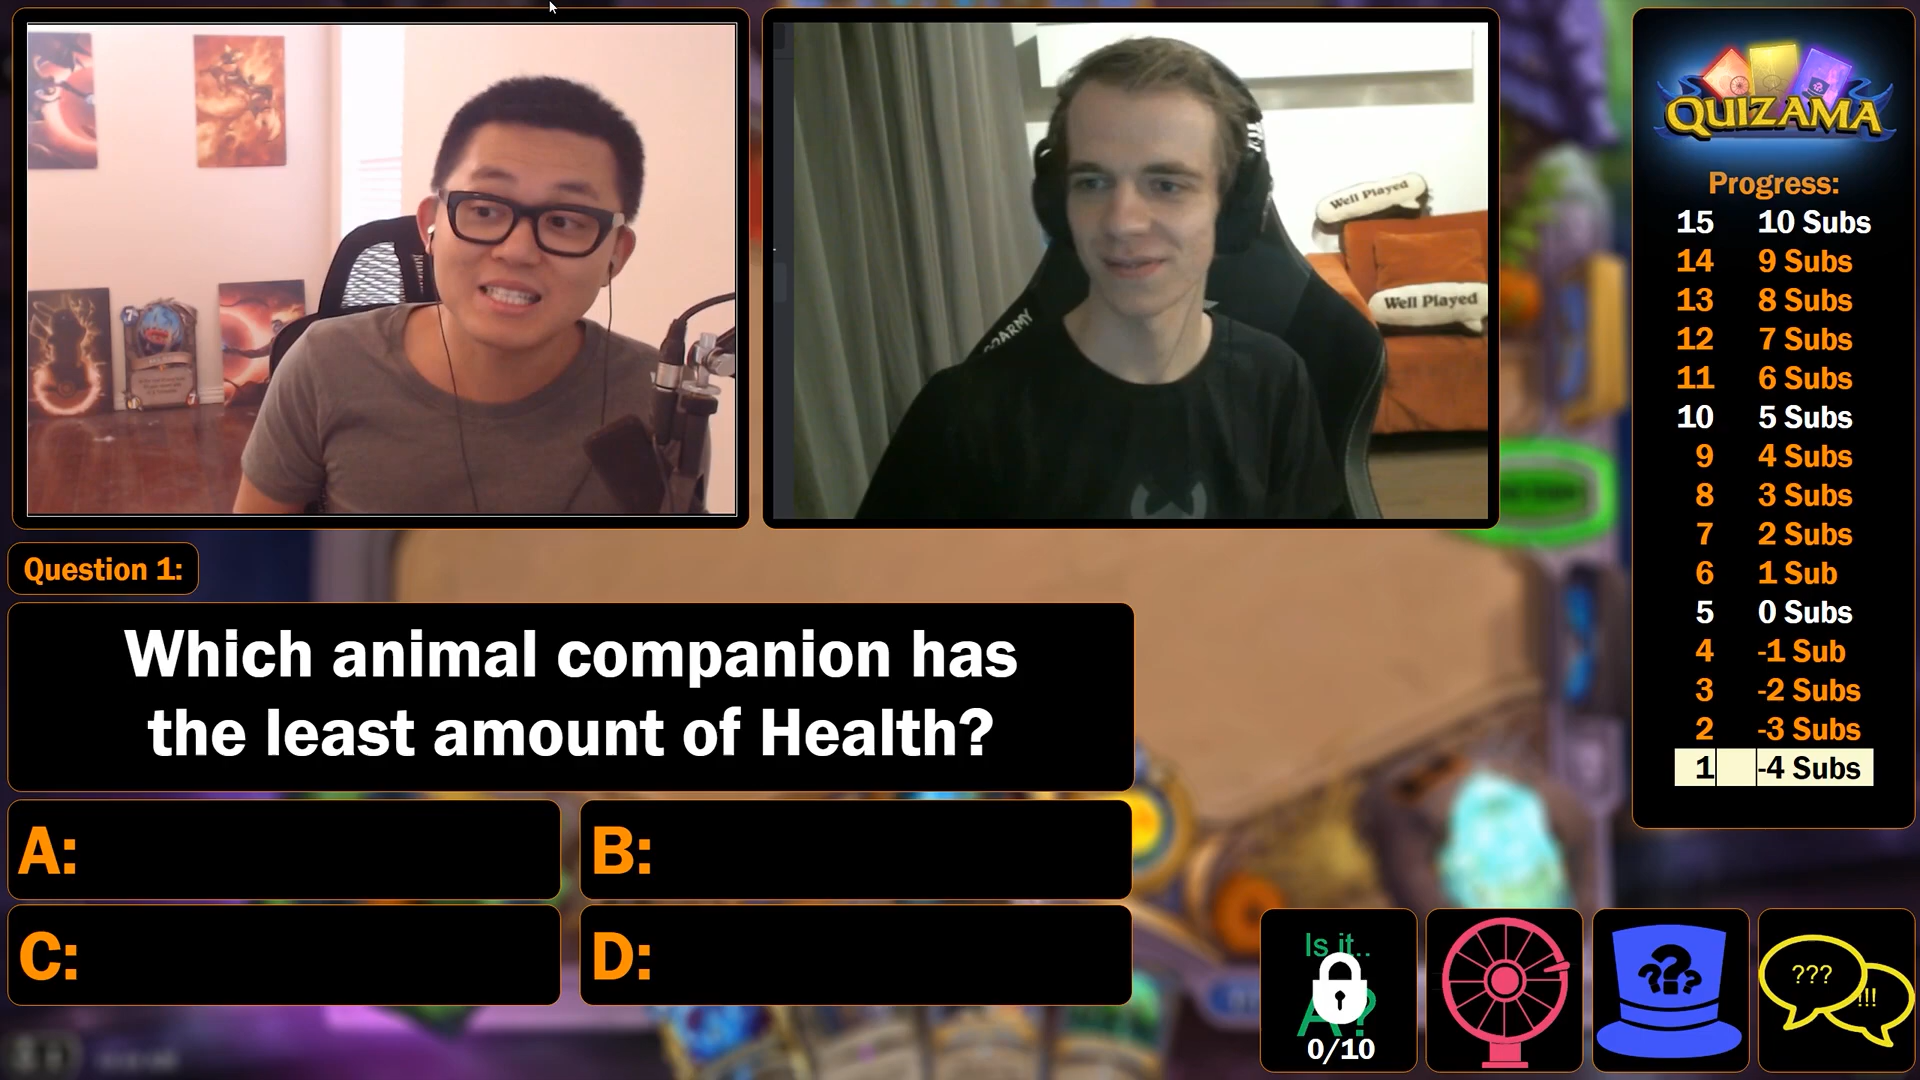 QUIZAMA
Progress:
15 10 Subs
14 9 Subs
13 8 Subs
12 7 Subs
11 6 Subs
10 5 Subs
9 4 Subs
8 3 Subs
7 2 Subs
6 1 Sub
5 0 Subs
4 -1 Sub
3 -2 Subs
2 -3 Subs
1 -4 Subs
Well Played
Well Played
Question 1:
Which animal companion has
the least amount of Health?
A:
B:
C:
D:
Is it..
A?
0/10
???
???
!!!